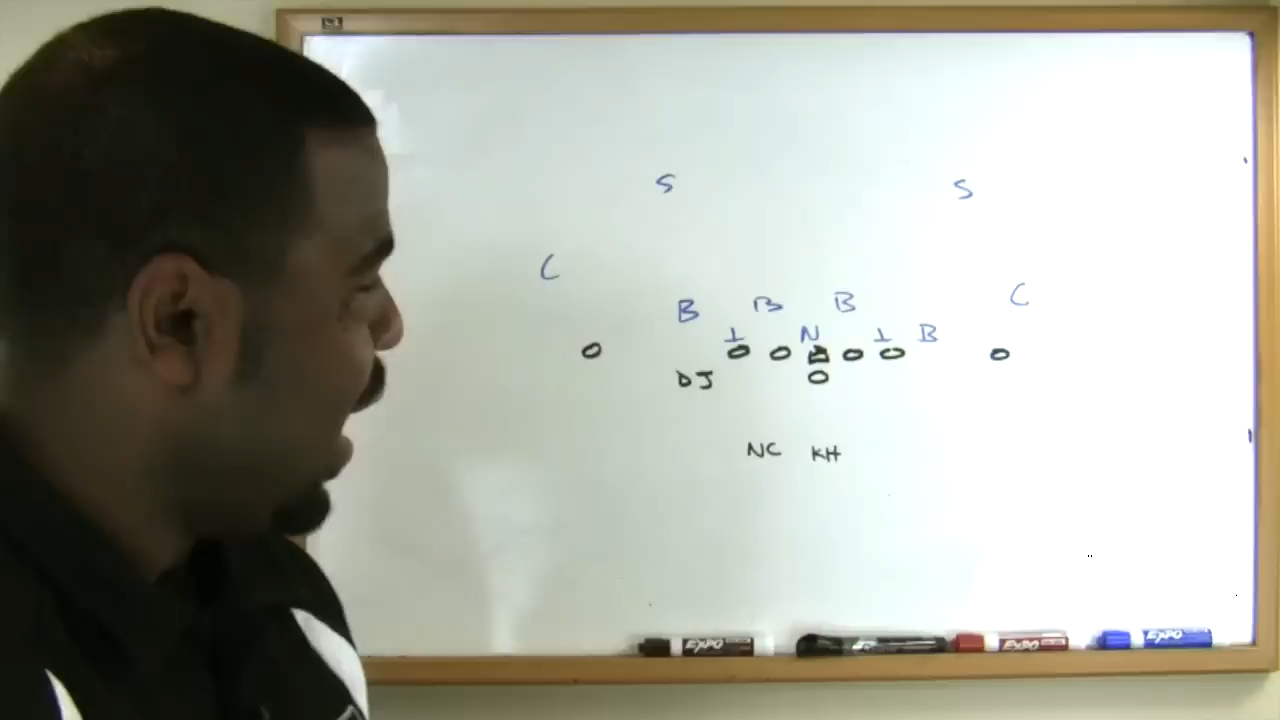 S S
C
B B B C
T N T B
DJ
NC KH
EXPO EXPO EXPO